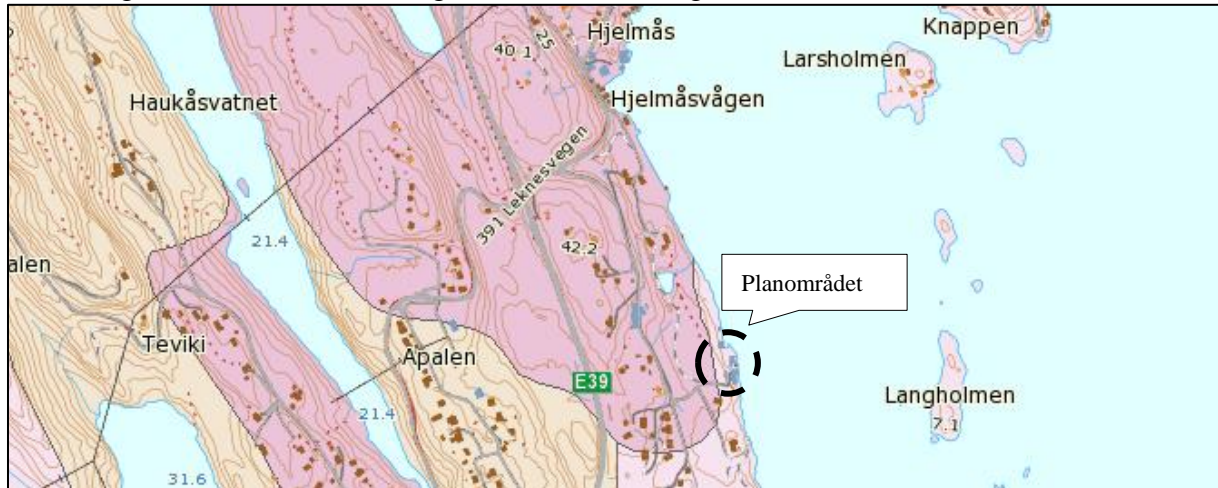 Hjelmås
Knappen
40.1
25
Larsholmen
Haukåsvatnet
Hjelmåsvågen
391 Leknesvegen
21.4
42.2
alen
Planområdet
Teviki
Apalen
E39
Langholmen
21.4
7.1
31.6